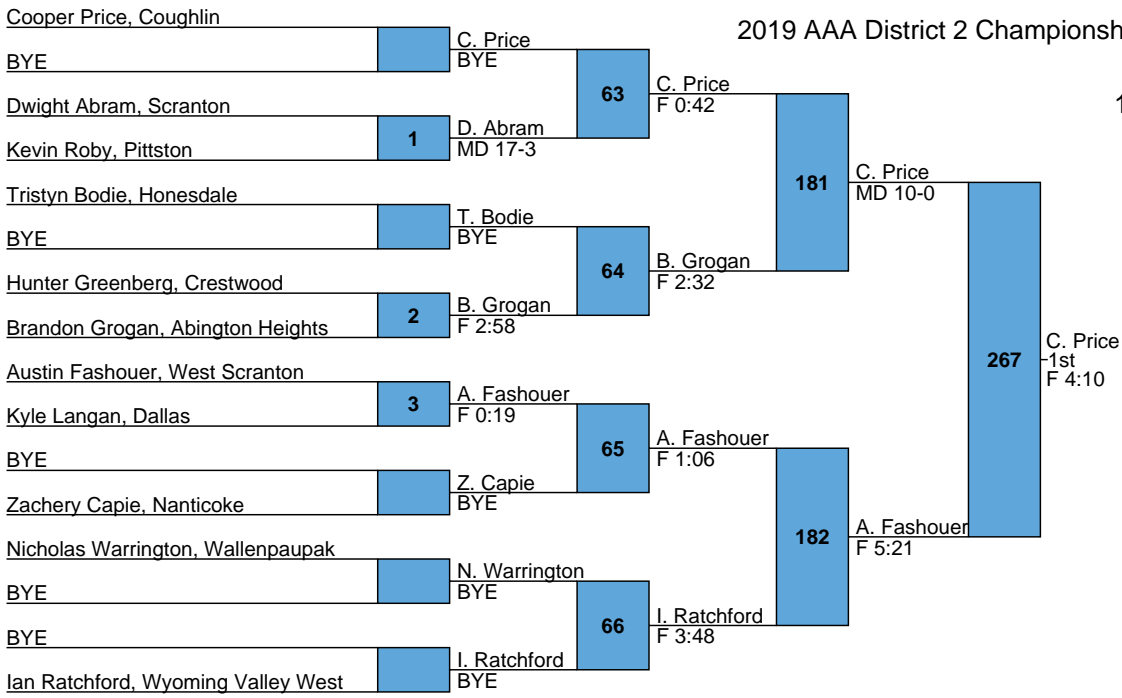 2019 AAA District 2 Championsh
1
Cooper Price, Coughlin
BYE
Dwight Abram, Scranton
Kevin Roby, Pittston
Tristyn Bodie, Honesdale
BYE
Hunter Greenberg, Crestwood
Brandon Grogan, Abington Heights
Austin Fashouer, West Scranton
Kyle Langan, Dallas
BYE
Zachery Capie, Nanticoke
Nicholas Warrington, Wallenpaupak
BYE
BYE
Ian Ratchford, Wyoming Valley West
1
2
3
C. Price
BYE
D. Abram
MD 17-3
T. Bodie
BYE
B. Grogan
F 2:58
A. Fashouer
F 0:19
Z. Capie
BYE
N. Warrington
BYE
I. Ratchford
BYE
63
64
65
66
C. Price
F 0:42
B. Grogan
F 2:32
A. Fashouer
F 1:06
I. Ratchford
F 3:48
181
182
C. Price
MD 10-0
A. Fashouer
F 5:21
267
C. Price
1st
F 4:10